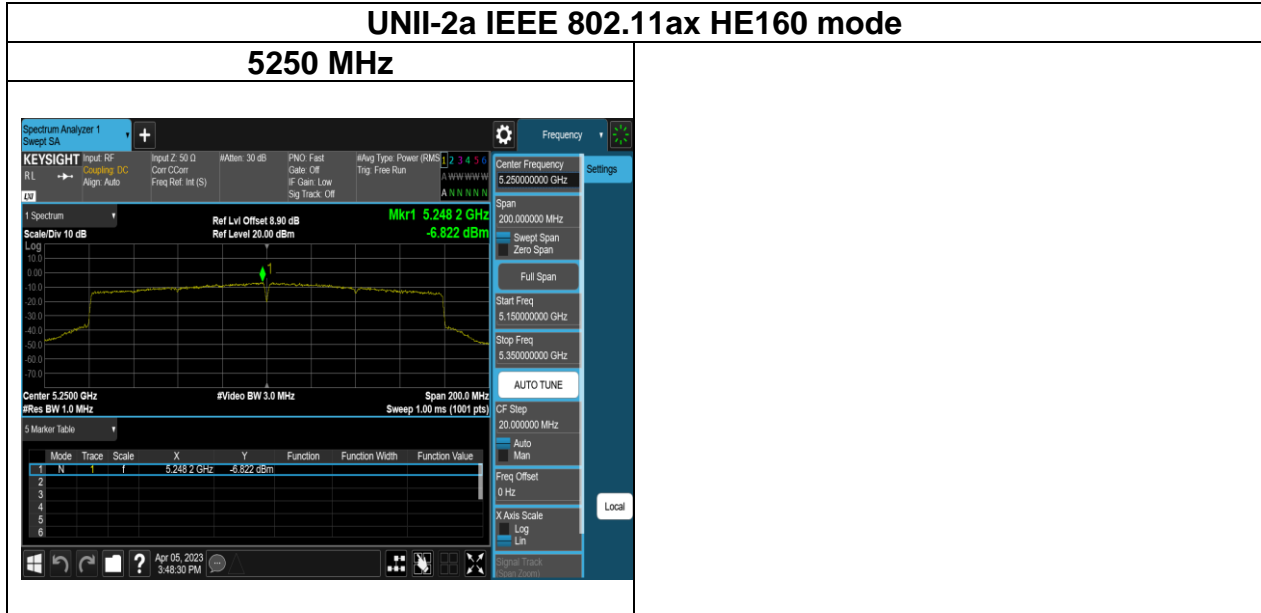 UNII-2a IEEE 802.11ax HE160 mode
5250 MHz
Spectrum Analyzer 1
Swept SA
+
Frequency
KEYSIGHT Input: RF Input Z: 50 Ω #Atten: 30 dB PNO: Fast #Avg Type: Power (RMS 1 2 3 4 5 6
RL Coupling: DC Corr CCorr Gate: Off Trig: Free Run
Align: Auto Freq Ref: Int (S) IF Gain: Low A W W W W W
Sig Track: Off A N N N N N
LXI
1 Spectrum
Ref Lvl Offset 8.90 dB
Mkr1 5.248 2 GHz
Scale/Div 10 dB
Ref Level 20.00 dBm
-6.822 dBm
Log
10.0
0.00
-10.0
-20.0
-30.0
-40.0
-50.0
-60.0
-70.0
1
Center 5.2500 GHz #Video BW 3.0 MHz Span 200.0 MHz
#Res BW 1.0 MHz Sweep 1.00 ms (1001 pts)
5 Marker Table
Mode Trace Scale X Y Function Function Width Function Value
1 N 1 f 5.248 2 GHz -6.822 dBm
2
3
4
5
6
Apr 05, 2023
3:48:30 PM
Center Frequency
5.250000000 GHz
Settings
Span
200.000000 MHz
Swept Span
Zero Span
Full Span
Start Freq
5.150000000 GHz
Stop Freq
5.350000000 GHz
AUTO TUNE
CF Step
20.000000 MHz
Auto
Man
Freq Offset
0 Hz
X Axis Scale
Log
Lin
Local
Signal Track
(Span Zoom)